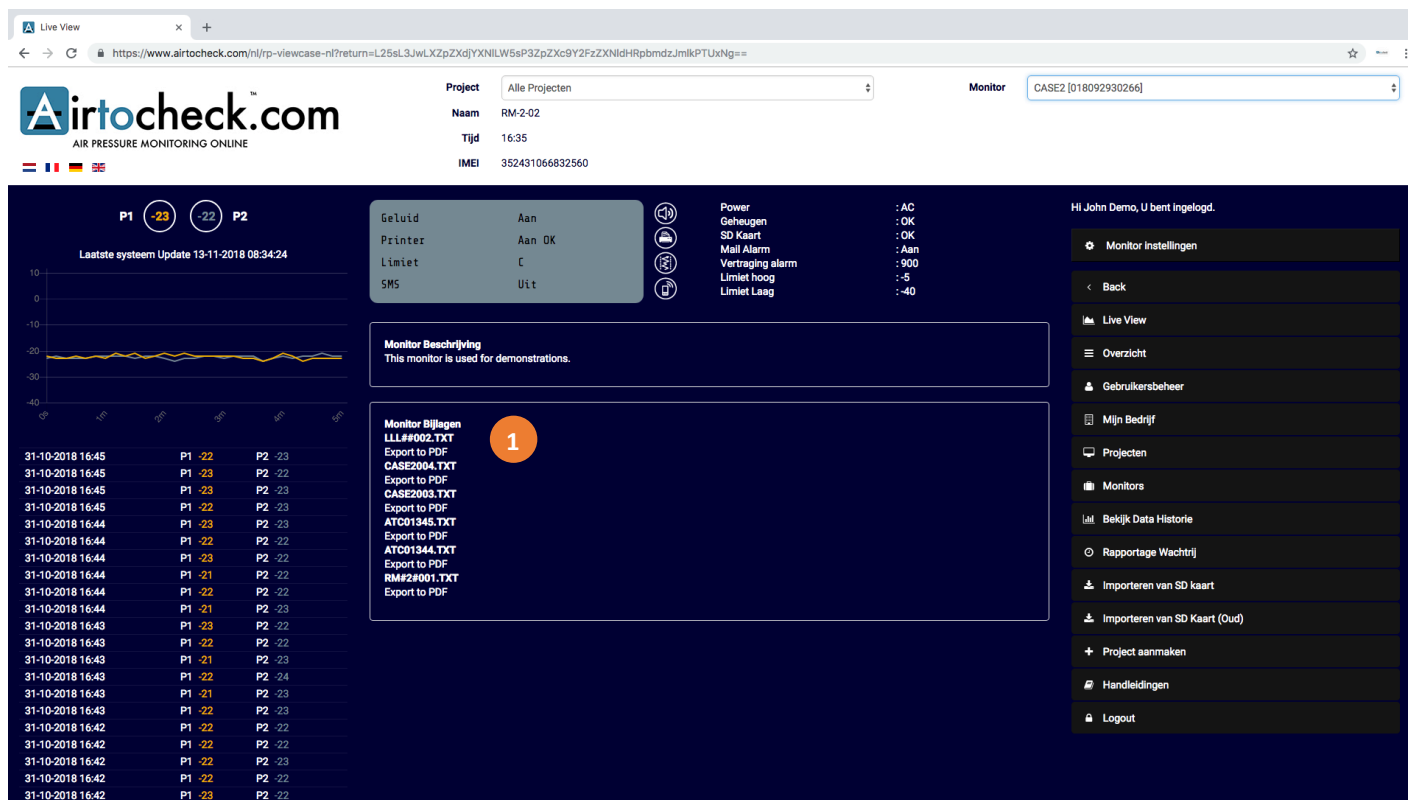 Live View
https://www.airtocheck.com/nl/rp-viewcase-nl?return=L25sL3JwLXZpZXdjYXNlLW5sP3ZpZXc9Y2FzZXNldHRpbmdzJmlkPTUxNg==
Airtocheck.com™
AIR PRESSURE MONITORING ONLINE
Project Alle Projecten
Monitor CASE2 [018092930266]
Naam RM-2-02
Tijd 16:35
IMEI 352431066832560
P1 -23 -22 P2
Laatste systeem Update 13-11-2018 08:34:24
10
0
-10
-20
-30
-40
0s 1m 2m 3m 4m 5m
31-10-2018 16:45 P1 -22 P2 -23
31-10-2018 16:45 P1 -23 P2 -22
31-10-2018 16:45 P1 -23 P2 -23
31-10-2018 16:45 P1 -22 P2 -23
31-10-2018 16:44 P1 -23 P2 -22
31-10-2018 16:44 P1 -22 P2 -22
31-10-2018 16:44 P1 -23 P2 -22
31-10-2018 16:44 P1 -21 P2 -22
31-10-2018 16:44 P1 -22 P2 -22
31-10-2018 16:44 P1 -21 P2 -23
31-10-2018 16:43 P1 -23 P2 -22
31-10-2018 16:43 P1 -22 P2 -22
31-10-2018 16:43 P1 -21 P2 -23
31-10-2018 16:43 P1 -22 P2 -24
31-10-2018 16:43 P1 -21 P2 -23
31-10-2018 16:43 P1 -22 P2 -23
31-10-2018 16:42 P1 -22 P2 -22
31-10-2018 16:42 P1 -22 P2 -22
31-10-2018 16:42 P1 -22 P2 -23
31-10-2018 16:42 P1 -22 P2 -22
31-10-2018 16:42 P1 -23 P2 -22
Geluid Aan
Printer Aan OK
Limiet C
SMS Uit
Power : AC
Geheugen : OK
SD Kaart : OK
Mail Alarm : Aan
Vertraging alarm : 900
Limiet hoog : -5
Limiet Laag : -40
Monitor Beschrijving
This monitor is used for demonstrations.
Monitor Bijlagen
1
LLL##002.TXT
Export to PDF
CASE2004.TXT
Export to PDF
CASE2003.TXT
Export to PDF
ATC01345.TXT
Export to PDF
ATC01344.TXT
Export to PDF
RM#2#001.TXT
Export to PDF
Hi John Demo, U bent ingelogd.
Monitor instellingen
Back
Live View
Overzicht
Gebruikersbeheer
Mijn Bedrijf
Projecten
Monitors
Bekijk Data Historie
Rapportage Wachtrij
Importeren van SD kaart
Importeren van SD Kaart (Oud)
Project aanmaken
Handleidingen
Logout